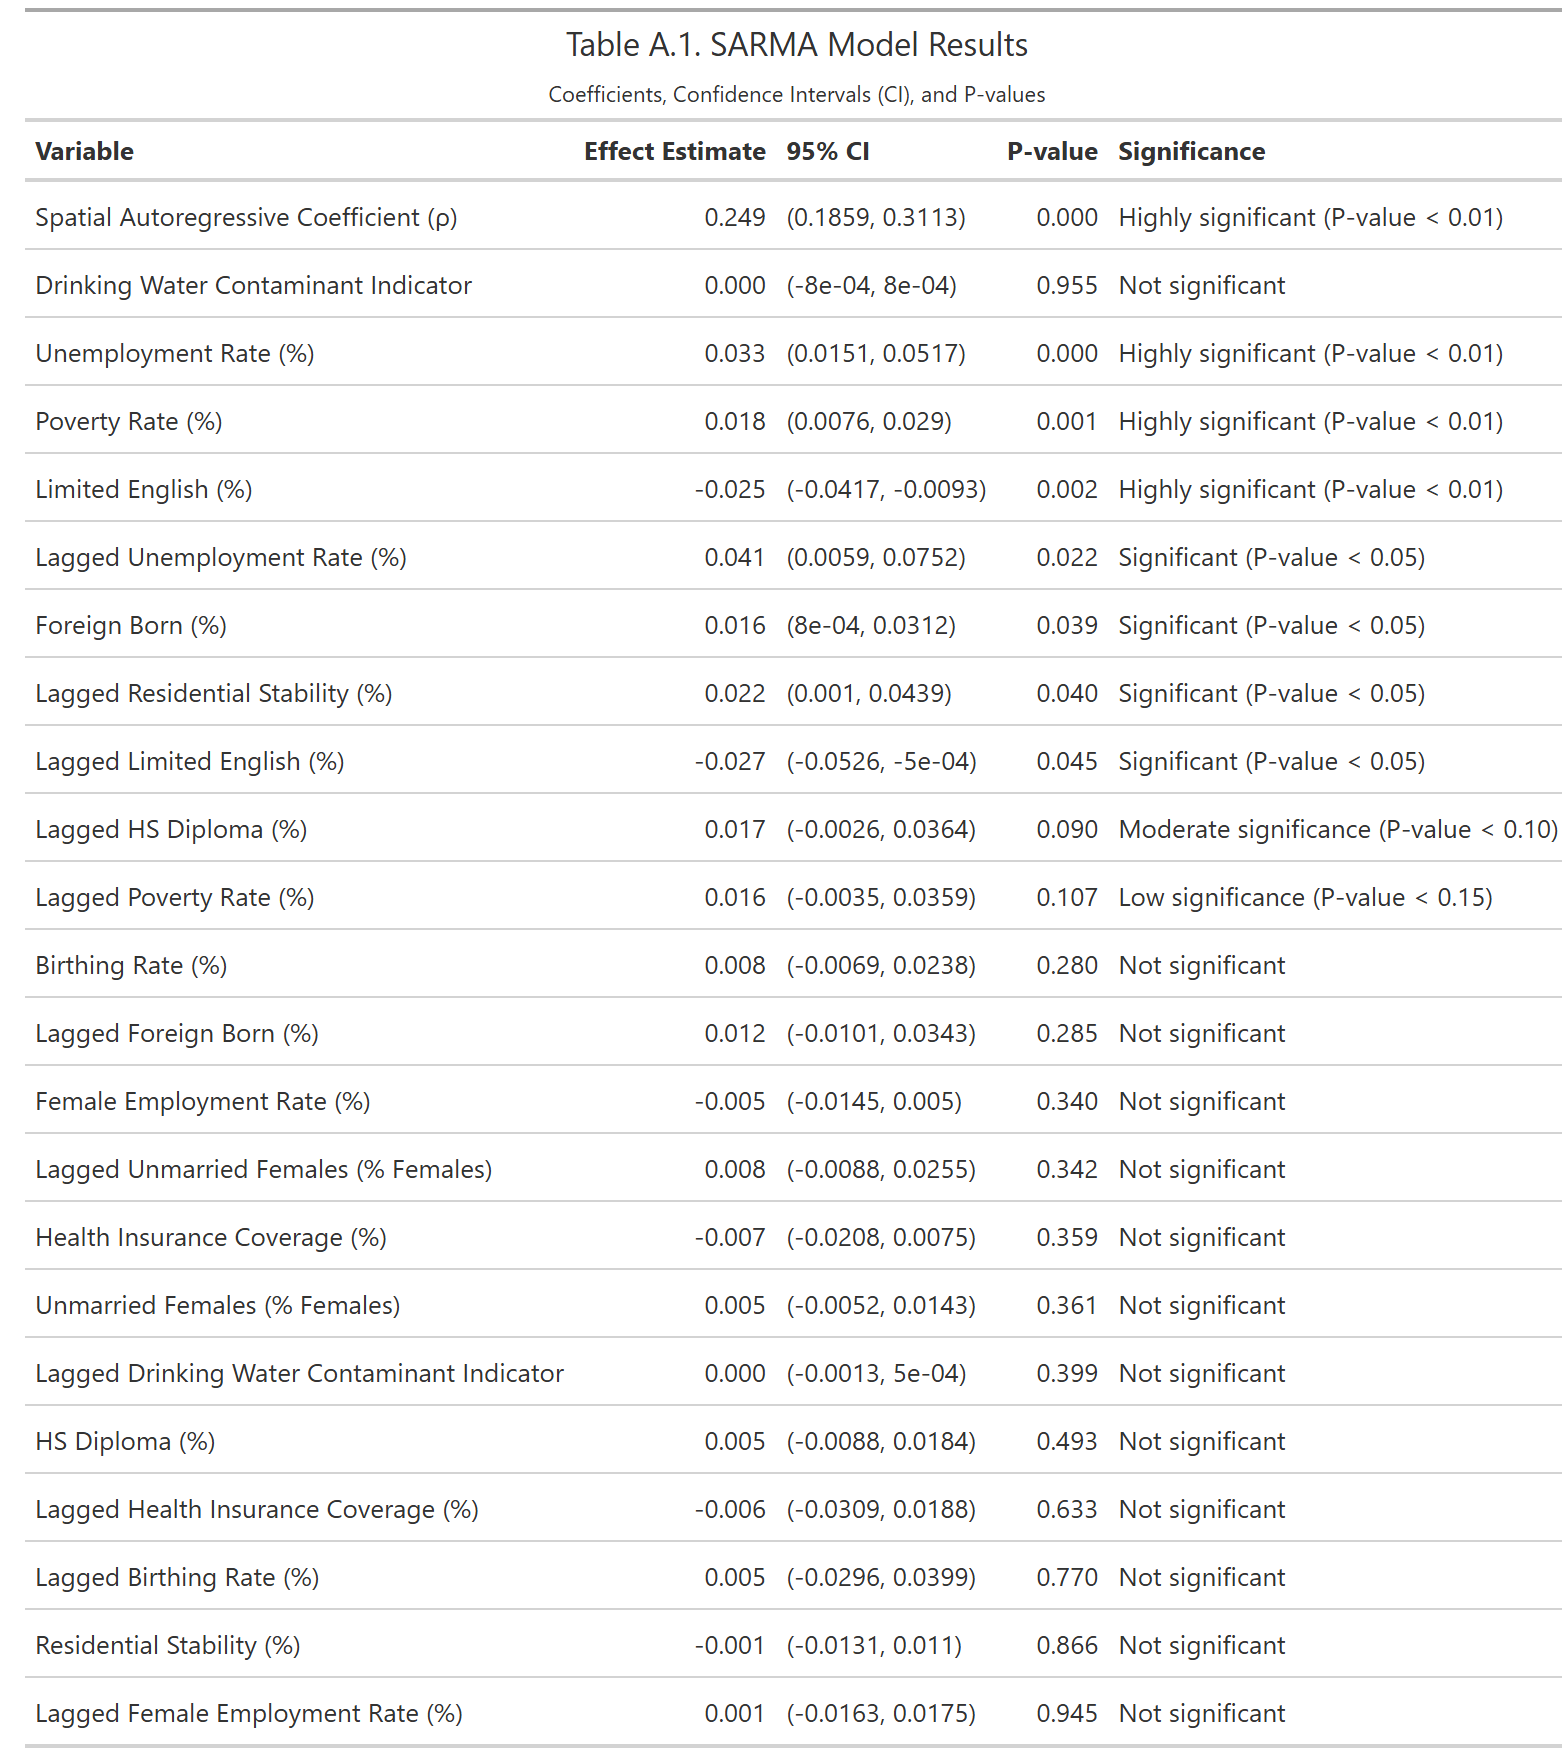 Table A.1. SARMA Model Results
Coefficients, Confidence Intervals (CI), and P-values
Variable Effect Estimate 95% CI P-value Significance
Spatial Autoregressive Coefficient (ρ) 0.249 (0.1859, 0.3113) 0.000 Highly significant (P-value < 0.01)
Drinking Water Contaminant Indicator 0.000 (-8e-04, 8e-04) 0.955 Not significant
Unemployment Rate (%) 0.033 (0.0151, 0.0517) 0.000 Highly significant (P-value < 0.01)
Poverty Rate (%) 0.018 (0.0076, 0.029) 0.001 Highly significant (P-value < 0.01)
Limited English (%) -0.025 (-0.0417, -0.0093) 0.002 Highly significant (P-value < 0.01)
Lagged Unemployment Rate (%) 0.041 (0.0059, 0.0752) 0.022 Significant (P-value < 0.05)
Foreign Born (%) 0.016 (8e-04, 0.0312) 0.039 Significant (P-value < 0.05)
Lagged Residential Stability (%) 0.022 (0.001, 0.0439) 0.040 Significant (P-value < 0.05)
Lagged Limited English (%) -0.027 (-0.0526, -5e-04) 0.045 Significant (P-value < 0.05)
Lagged HS Diploma (%) 0.017 (-0.0026, 0.0364) 0.090 Moderate significance (P-value < 0.10)
Lagged Poverty Rate (%) 0.016 (-0.0035, 0.0359) 0.107 Low significance (P-value < 0.15)
Birthing Rate (%) 0.008 (-0.0069, 0.0238) 0.280 Not significant
Lagged Foreign Born (%) 0.012 (-0.0101, 0.0343) 0.285 Not significant
Female Employment Rate (%) -0.005 (-0.0145, 0.005) 0.340 Not significant
Lagged Unmarried Females (% Females) 0.008 (-0.0088, 0.0255) 0.342 Not significant
Health Insurance Coverage (%) -0.007 (-0.0208, 0.0075) 0.359 Not significant
Unmarried Females (% Females) 0.005 (-0.0052, 0.0143) 0.361 Not significant
Lagged Drinking Water Contaminant Indicator 0.000 (-0.0013, 5e-04) 0.399 Not significant
HS Diploma (%) 0.005 (-0.0088, 0.0184) 0.493 Not significant
Lagged Health Insurance Coverage (%) -0.006 (-0.0309, 0.0188) 0.633 Not significant
Lagged Birthing Rate (%) 0.005 (-0.0296, 0.0399) 0.770 Not significant
Residential Stability (%) -0.001 (-0.0131, 0.011) 0.866 Not significant
Lagged Female Employment Rate (%) 0.001 (-0.0163, 0.0175) 0.945 Not significant